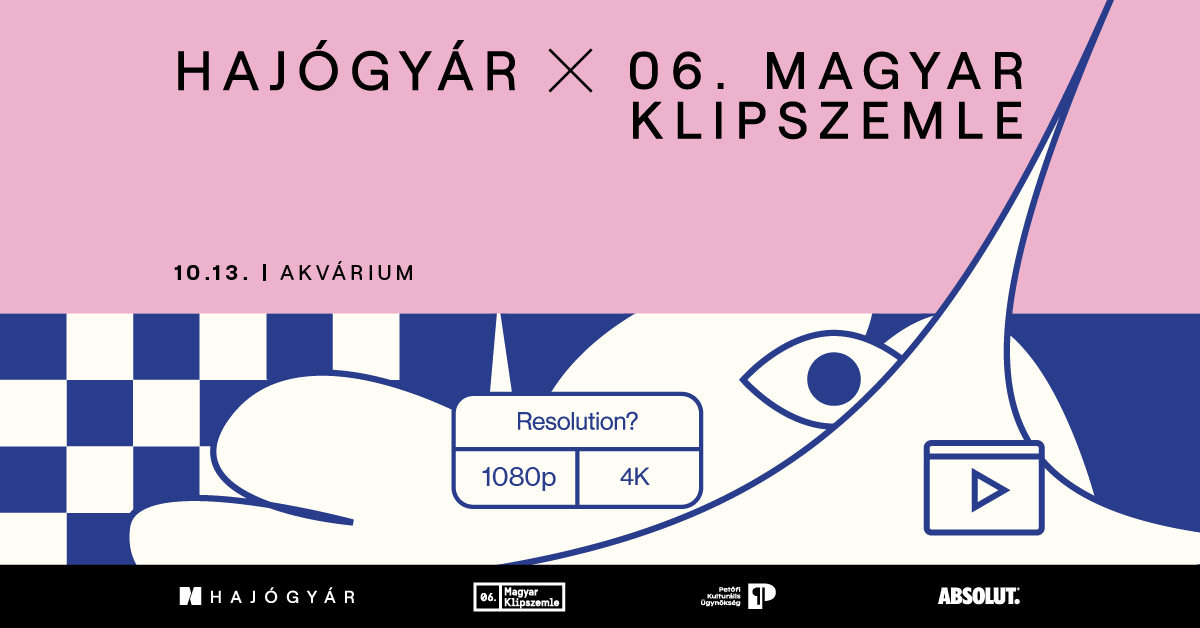 HAJÓGYÁR × 06. MAGYAR
KLIPSZEMLE
10.13. | AKVÁRIUM
Resolution?
1080p 4K
HAJÓGYÁR
06. Magyar
Klipszemle
Petőfi
Kulturális
Ügynökség
ABSOLUT.